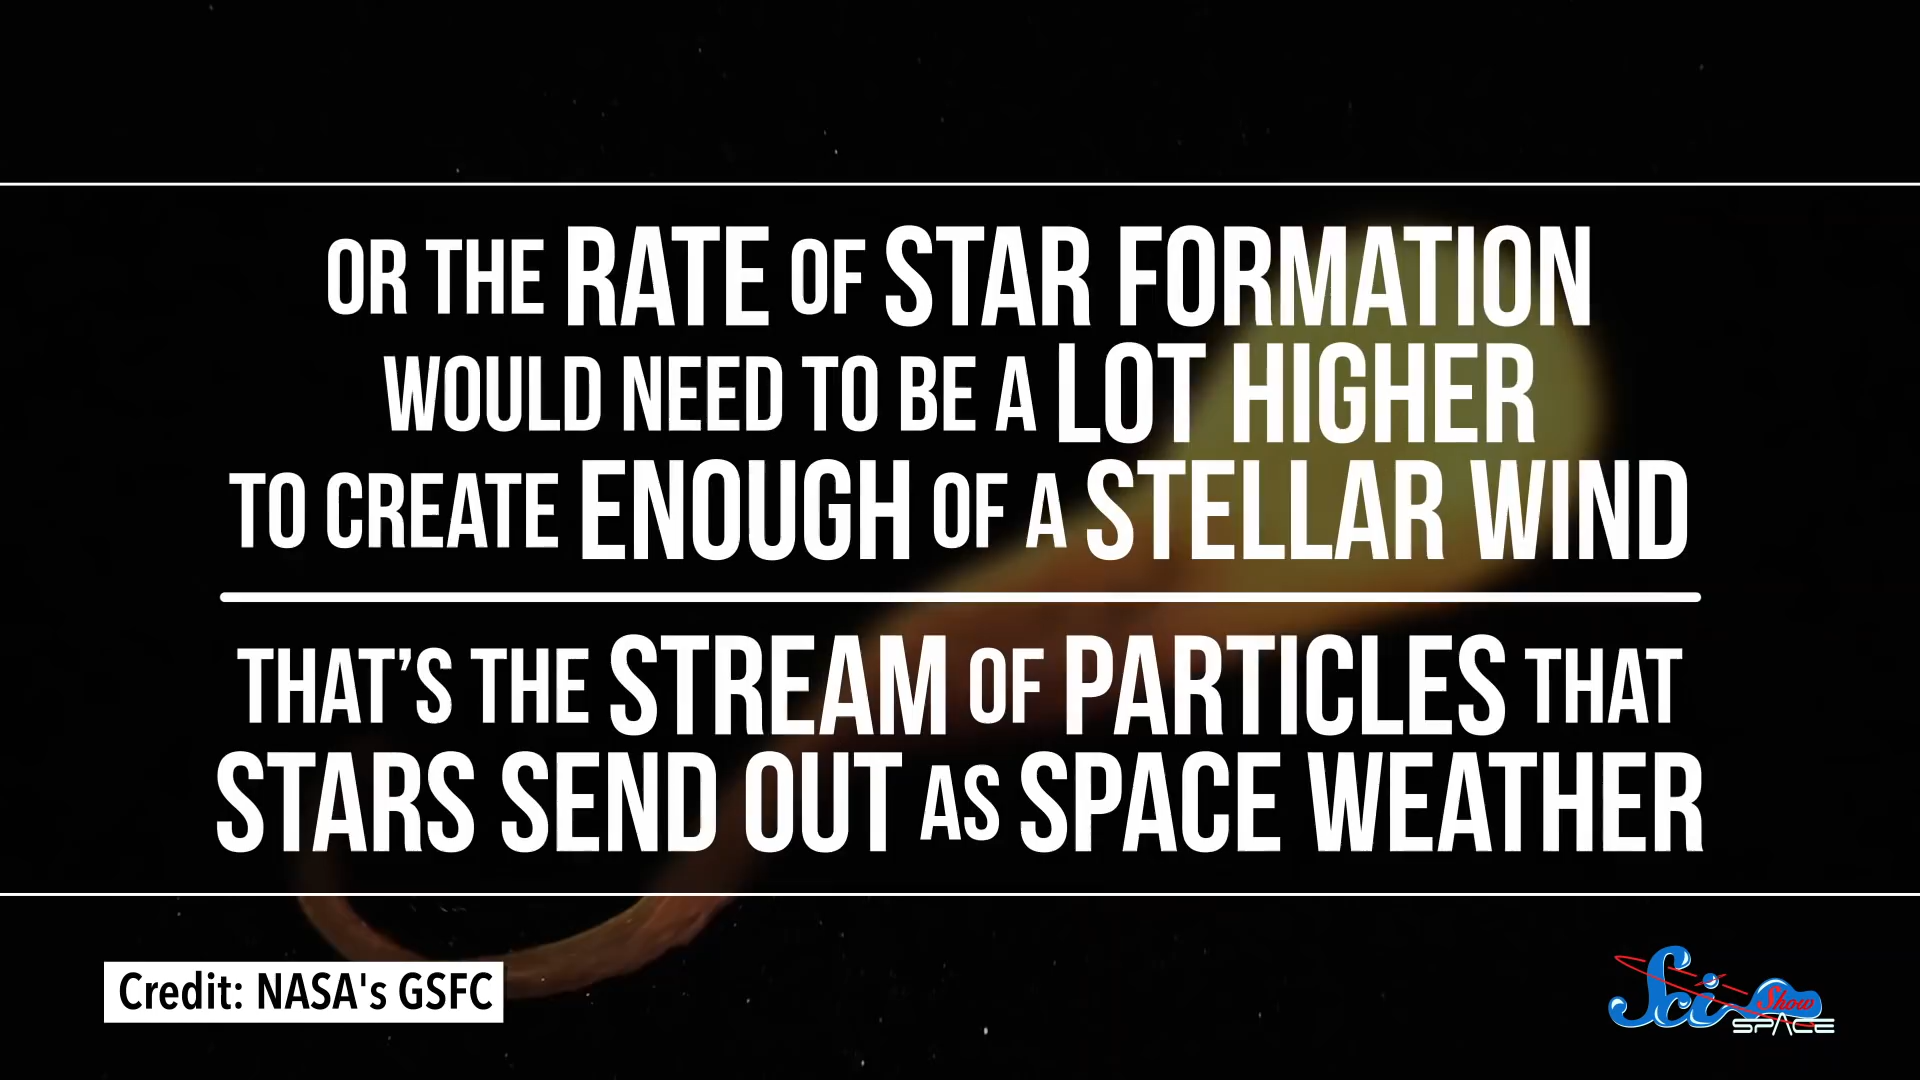 OR THE RATE OF STAR FORMATION
WOULD NEED TO BE A LOT HIGHER
TO CREATE ENOUGH OF A STELLAR WIND
THAT'S THE STREAM OF PARTICLES THAT
STARS SEND OUT AS SPACE WEATHER
Credit: NASA's GSFC
Sci Show
SPACE